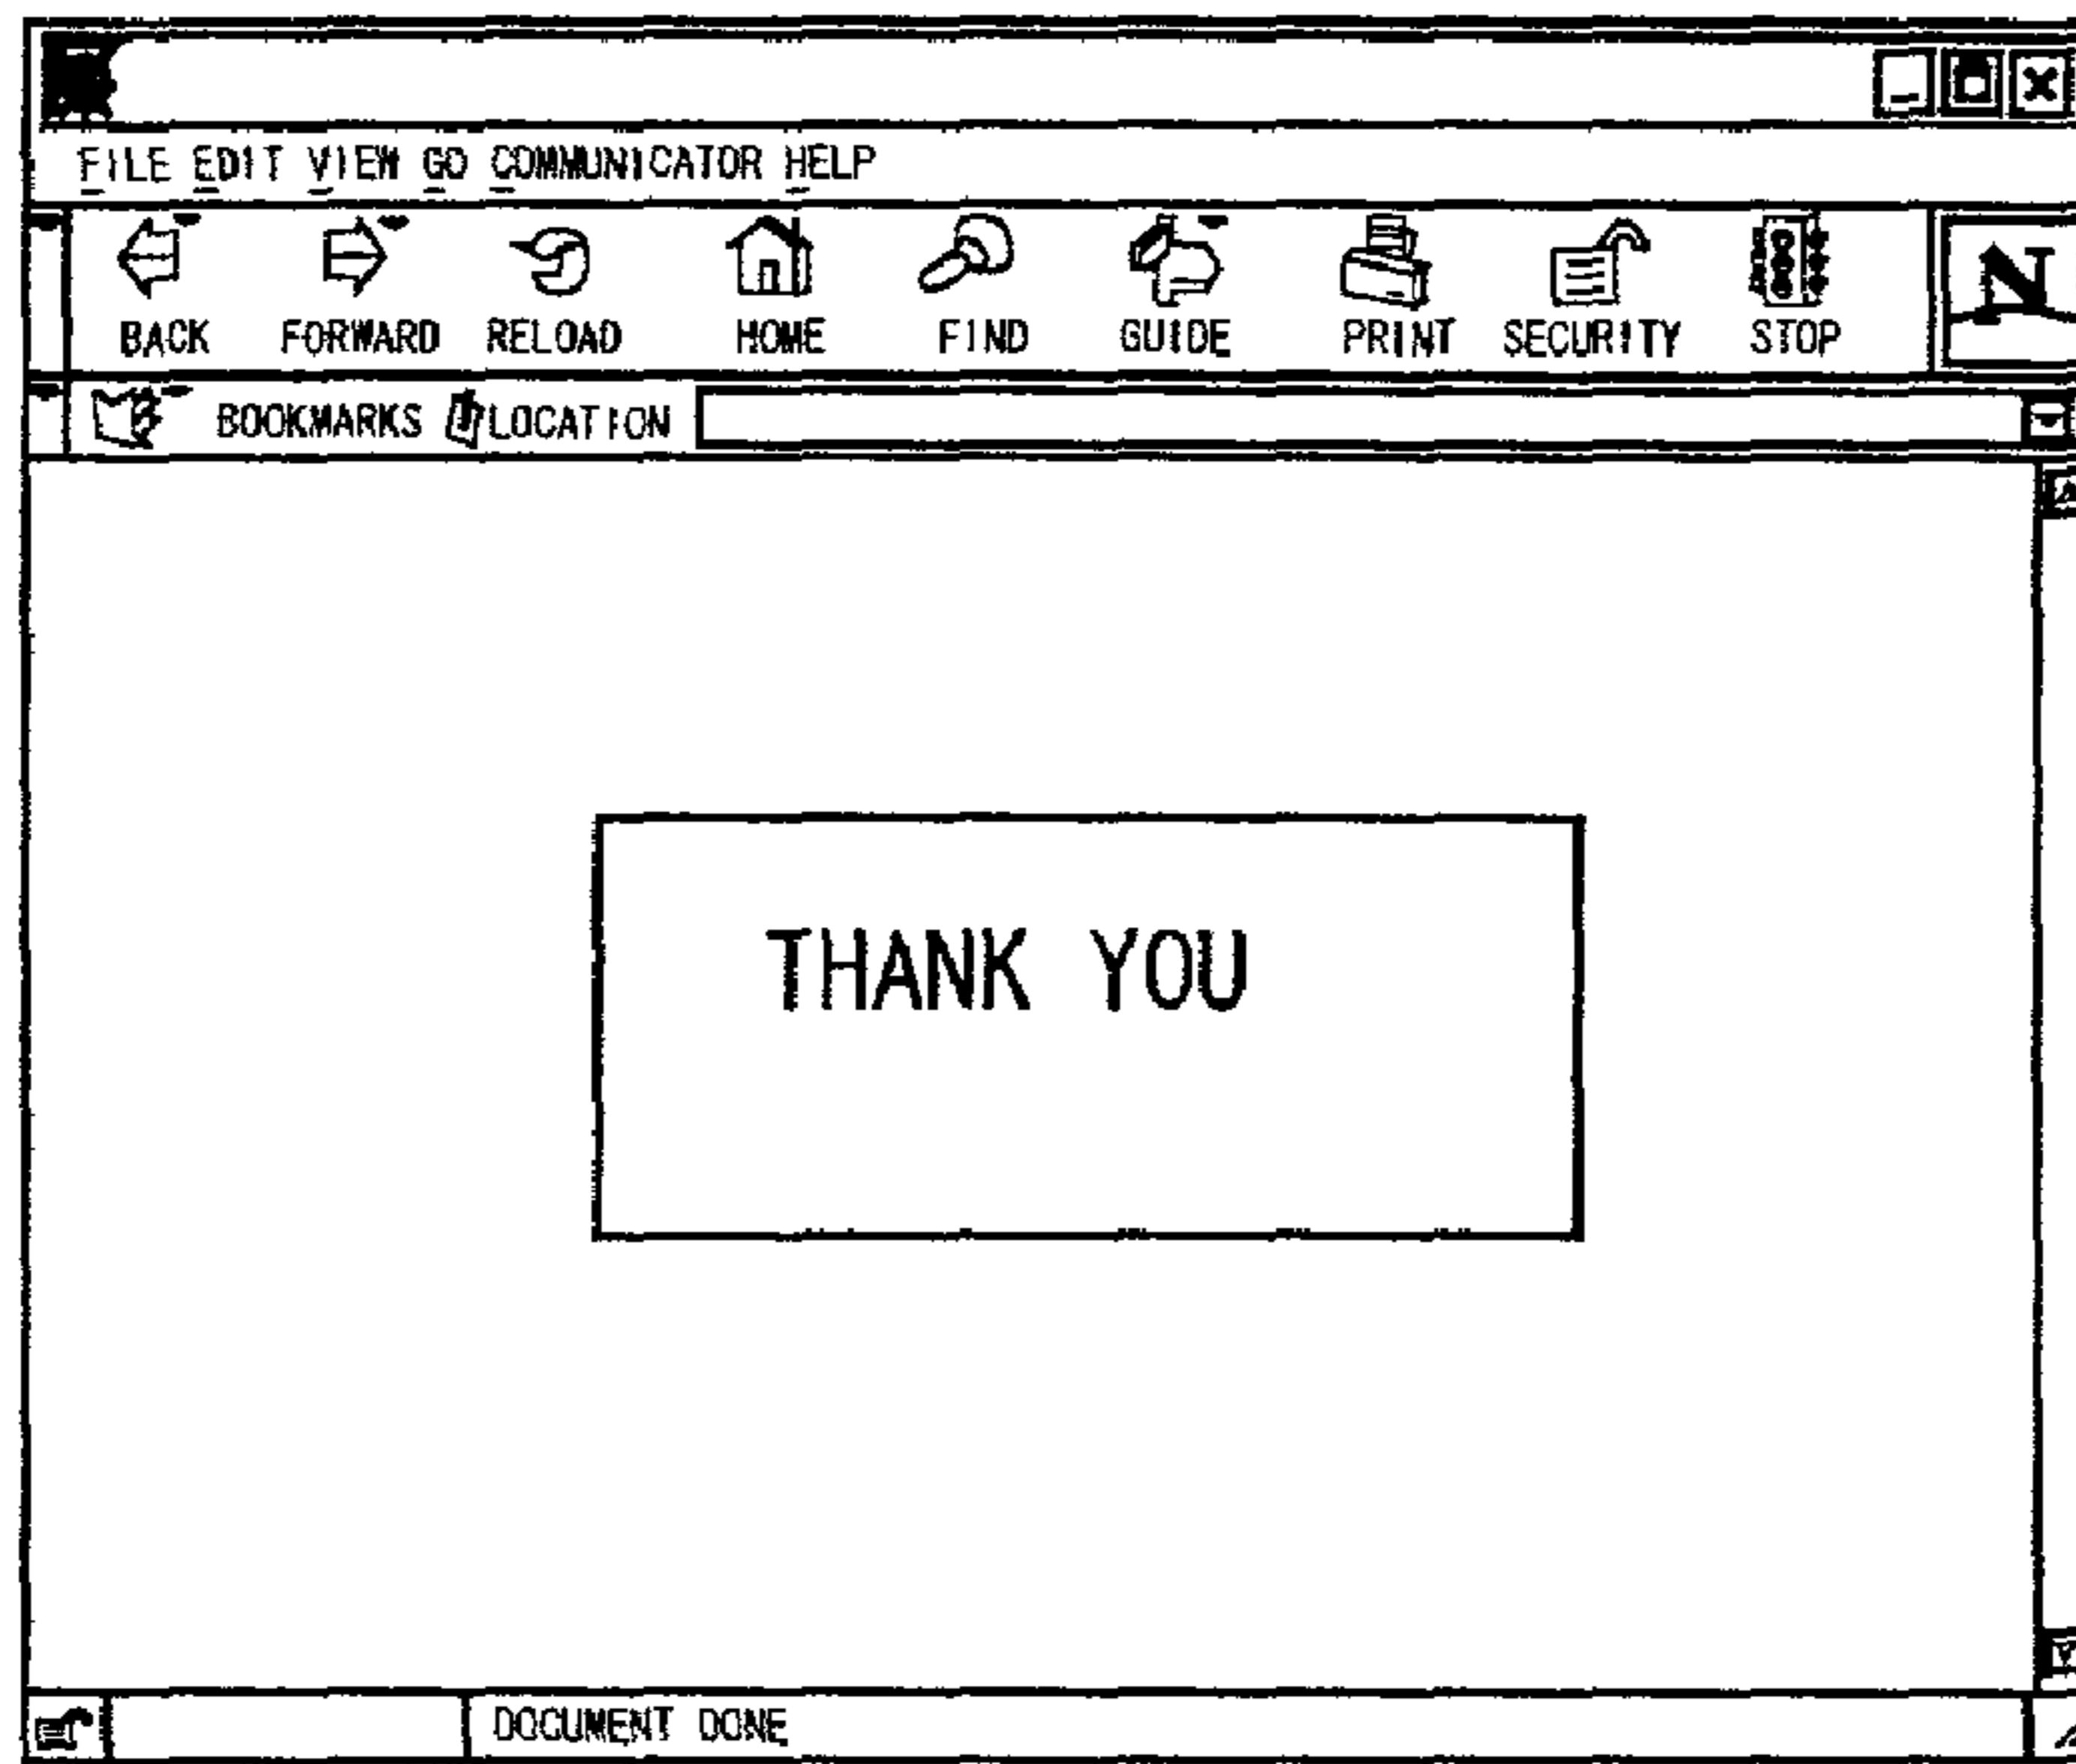 FILE EDIT VIEW GO COMMUNICATOR HELP
BACK FORWARD RELOAD HOME FIND GUIDE PRINT SECURITY STOP
N
BOOKMARKS LOCATION
THANK YOU
DOCUMENT DONE